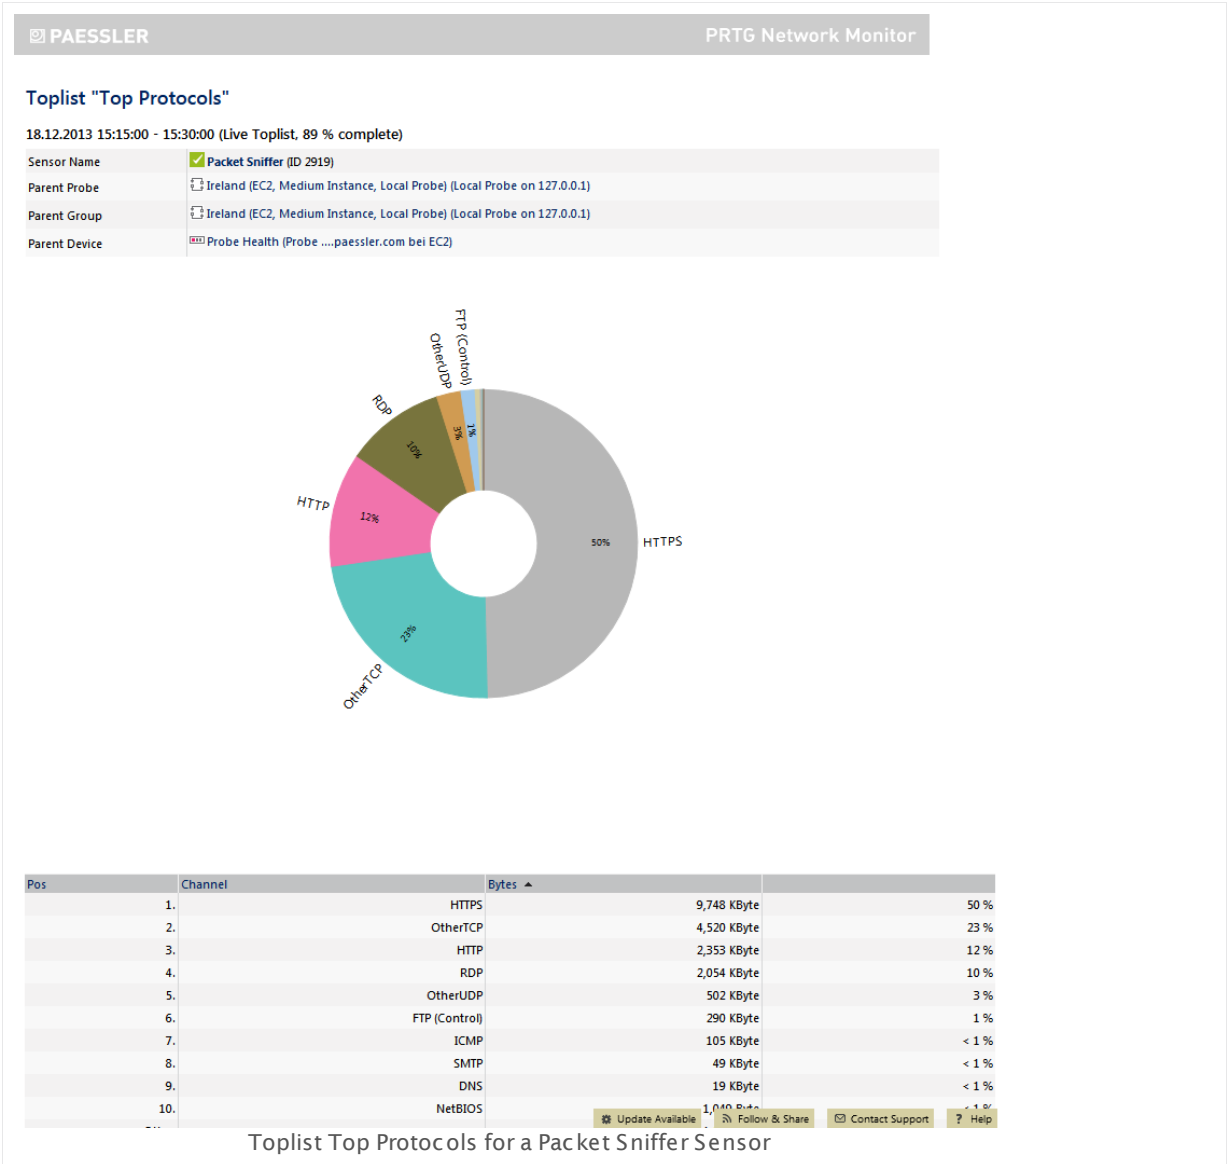 PAESSLER
PRTG Network Monitor
Toplist "Top Protocols"
18.12.2013 15:15:00 - 15:30:00 (Live Toplist, 89 % complete)
Sensor Name Packet Sniffer (ID 2919)
Parent Probe Ireland (EC2, Medium Instance, Local Probe) (Local Probe on 127.0.0.1)
Parent Group Ireland (EC2, Medium Instance, Local Probe) (Local Probe on 127.0.0.1)
Parent Device Probe Health (Probe ....paessler.com bei EC2)
FTP (Control)
OtherUDP
RDP
1%
3%
10%
HTTP
12%
50%
HTTPS
23%
OtherTCP
Pos Channel Bytes
1. HTTPS 9,748 KByte 50 %
2. OtherTCP 4,520 KByte 23 %
3. HTTP 2,353 KByte 12 %
4. RDP 2,054 KByte 10 %
5. OtherUDP 502 KByte 3 %
6. FTP (Control) 290 KByte 1 %
7. ICMP 105 KByte < 1 %
8. SMTP 49 KByte < 1 %
9. DNS 19 KByte < 1 %
10. NetBIOS 1,049 Byte < 1 %
Update Available Follow & Share Contact Support ? Help
Toplist Top Protocols for a Packet Sniffer Sensor